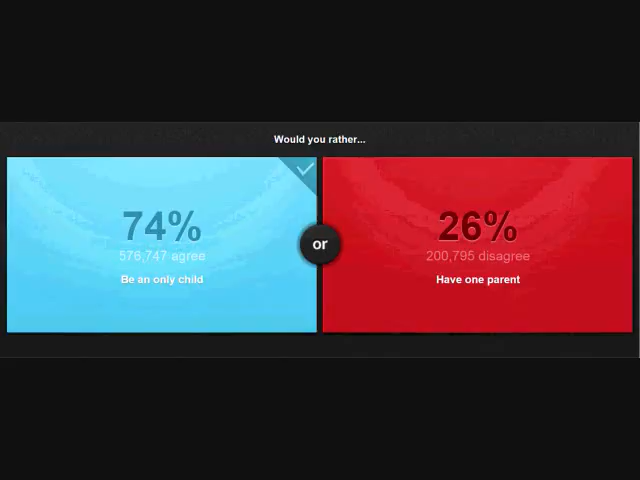 Would you rather...
74%
576,747 agree
Be an only child
or
26%
200,795 disagree
Have one parent